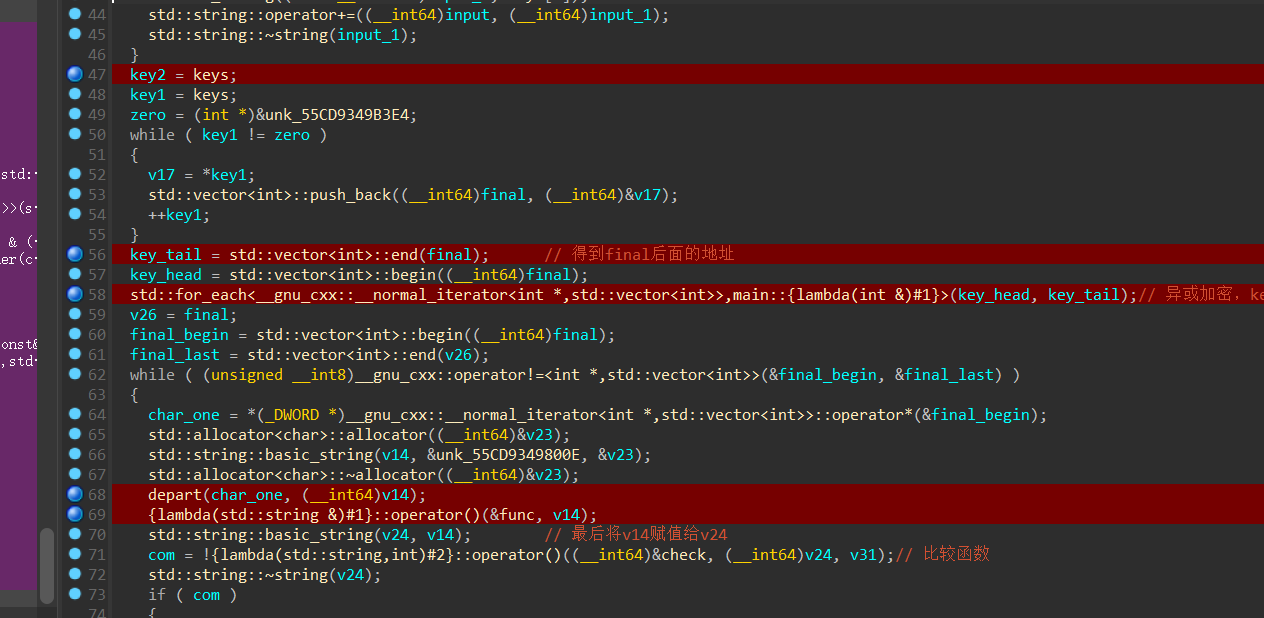 44 std::string::operator+=((__int64)input, (__int64)input_1);
45 std::string::~string(input_1);
46 }
47 key2 = keys;
48 key1 = keys;
49 zero = (int *)&unk_55CD9349B3E4;
50 while ( key1 != zero )
51 {
52 v17 = *key1;
53 std::vector<int>::push_back((__int64)final, (__int64)&v17);
54 ++key1;
55 }
56 key_tail = std::vector<int>::end(final); // 得到final后面的地址
57 key_head = std::vector<int>::begin((__int64)final);
58 std::for_each<__gnu_cxx::__normal_iterator<int *,std::vector<int>>,main::{lambda(int &)#1}>(key_head, key_tail);// 异或加密，ke
59 v26 = final;
60 final_begin = std::vector<int>::begin((__int64)final);
61 final_last = std::vector<int>::end(v26);
62 while ( (unsigned __int8)__gnu_cxx::operator!=<int *,std::vector<int>>(&final_begin, &final_last) )
63 {
64 char_one = *(_DWORD *)__gnu_cxx::__normal_iterator<int *,std::vector<int>>::operator*(&final_begin);
65 std::allocator<char>::allocator((__int64)&v23);
66 std::string::basic_string(v14, &unk_55CD9349800E, &v23);
67 std::allocator<char>::~allocator((__int64)&v23);
68 depart(char_one, (__int64)v14);
69 {lambda(std::string &)#1}::operator()(&func, v14);
70 std::string::basic_string(v24, v14); // 最后将v14赋值给v24
71 com = !{lambda(std::string,int)#2}::operator()((__int64)&check, (__int64)v24, v31);// 比较函数
72 std::string::~string(v24);
73 if ( com )
74 {
std::
>>(s
& (
er(c
onst&
,std